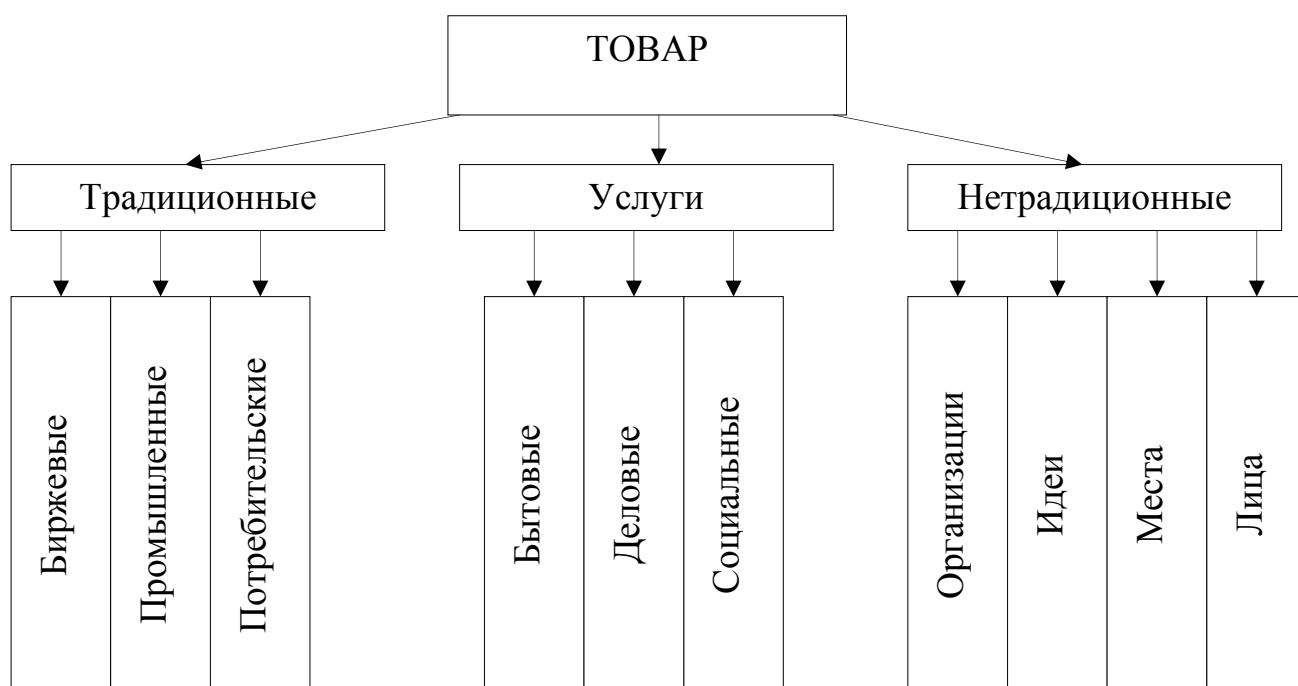 ТОВАР
Традиционные
Услуги
Нетрадиционные
Биржевые
Промышленные
Потребительские
Бытовые
Деловые
Социальные
Организации
Идеи
Места
Лица